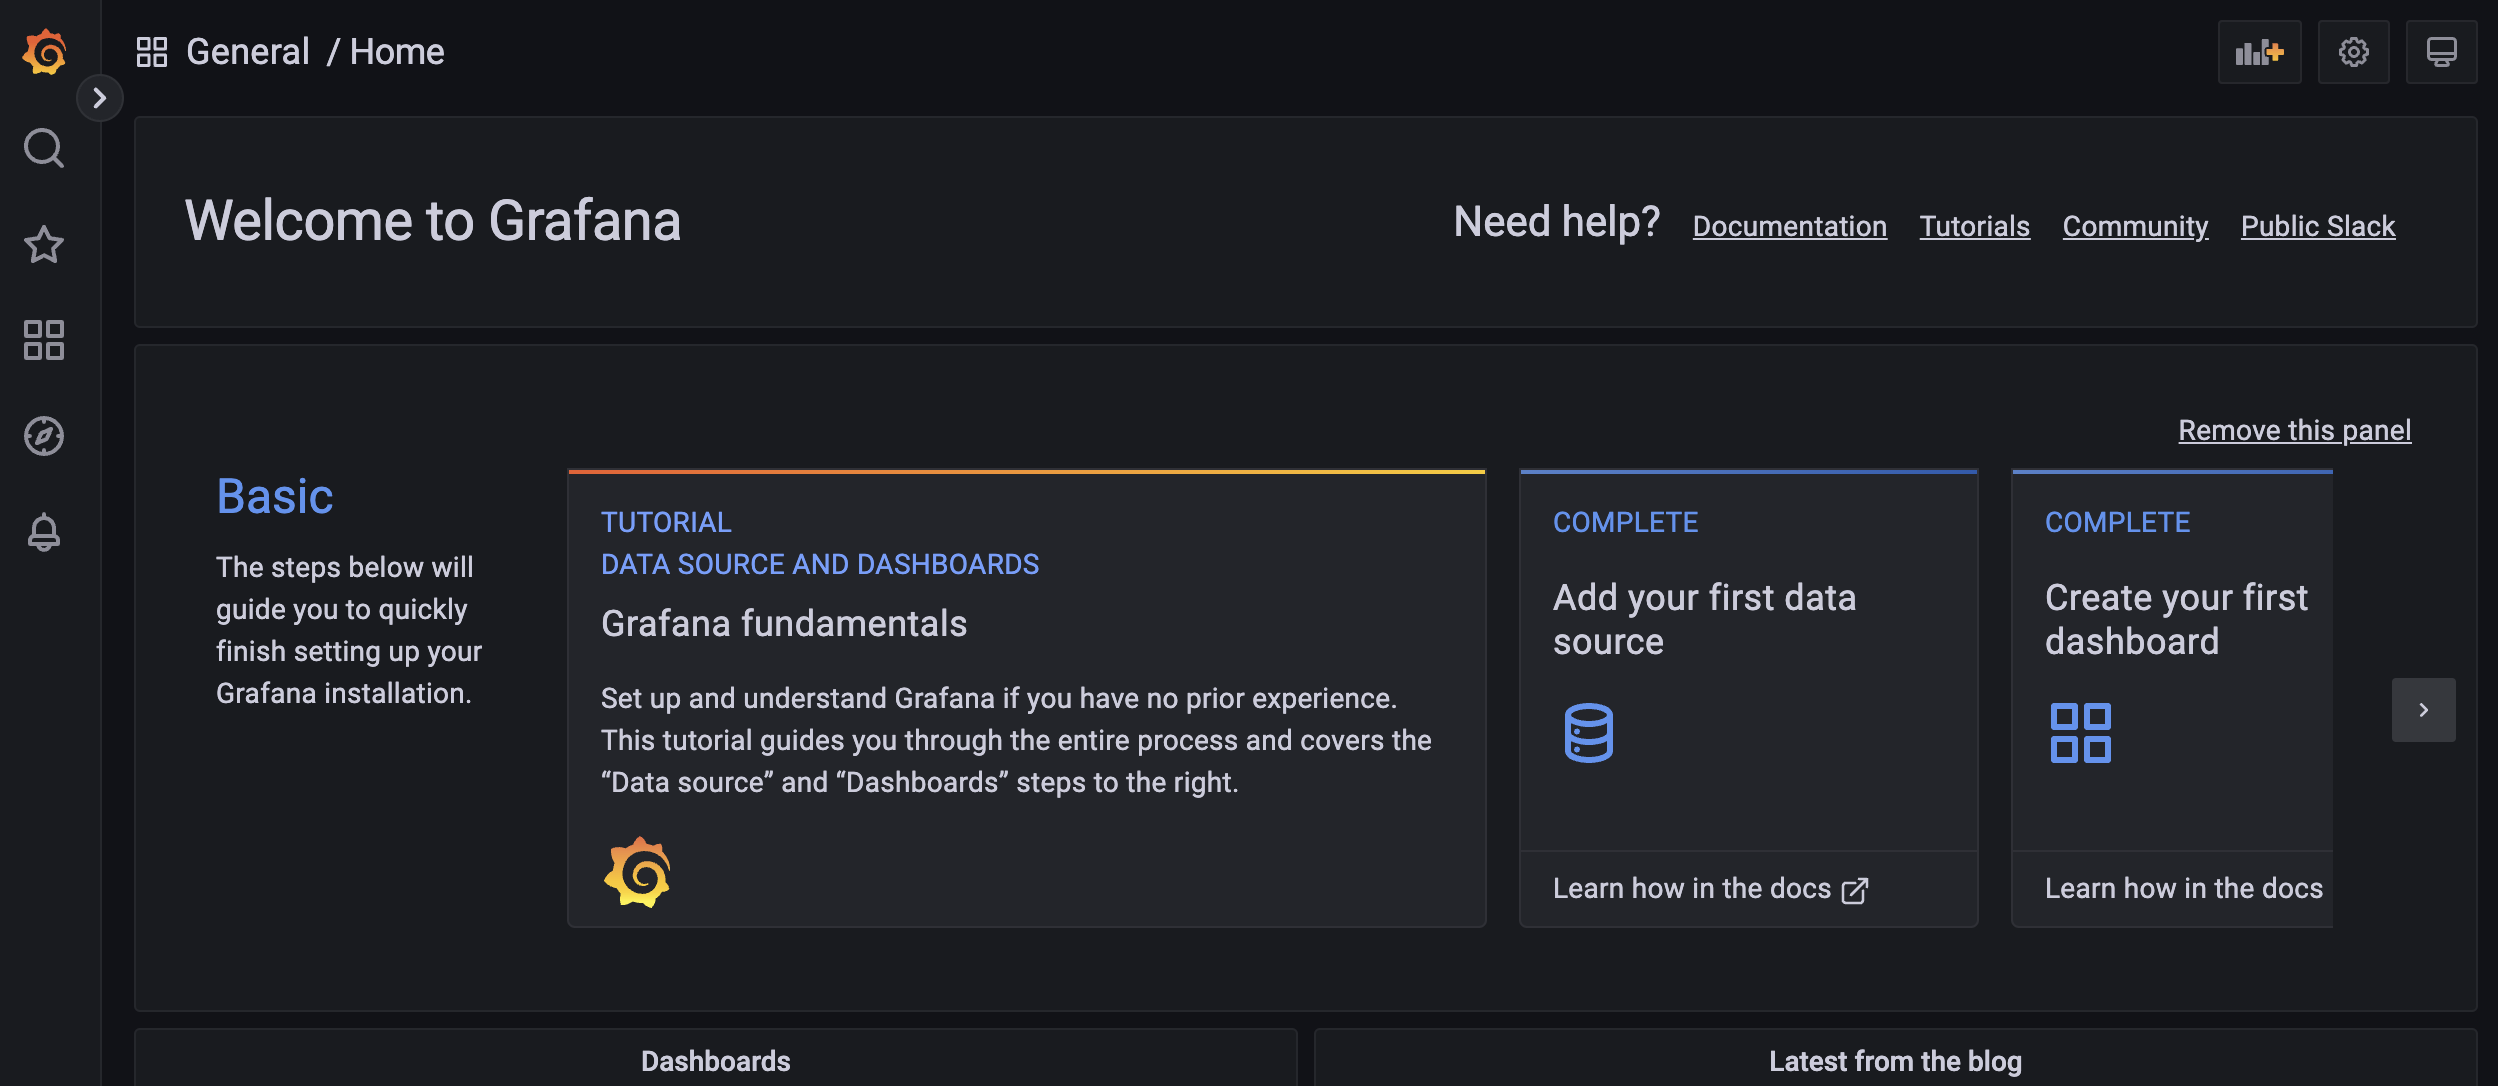 General / Home
Welcome to Grafana
Need help? Documentation Tutorials Community Public Slack
Remove this panel
Basic
The steps below will
guide you to quickly
finish setting up your
Grafana installation.
TUTORIAL
DATA SOURCE AND DASHBOARDS
Grafana fundamentals
Set up and understand Grafana if you have no prior experience.
This tutorial guides you through the entire process and covers the
“Data source” and “Dashboards” steps to the right.
COMPLETE
Add your first data
source
Learn how in the docs
COMPLETE
Create your first
dashboard
Learn how in the docs
Dashboards
Latest from the blog